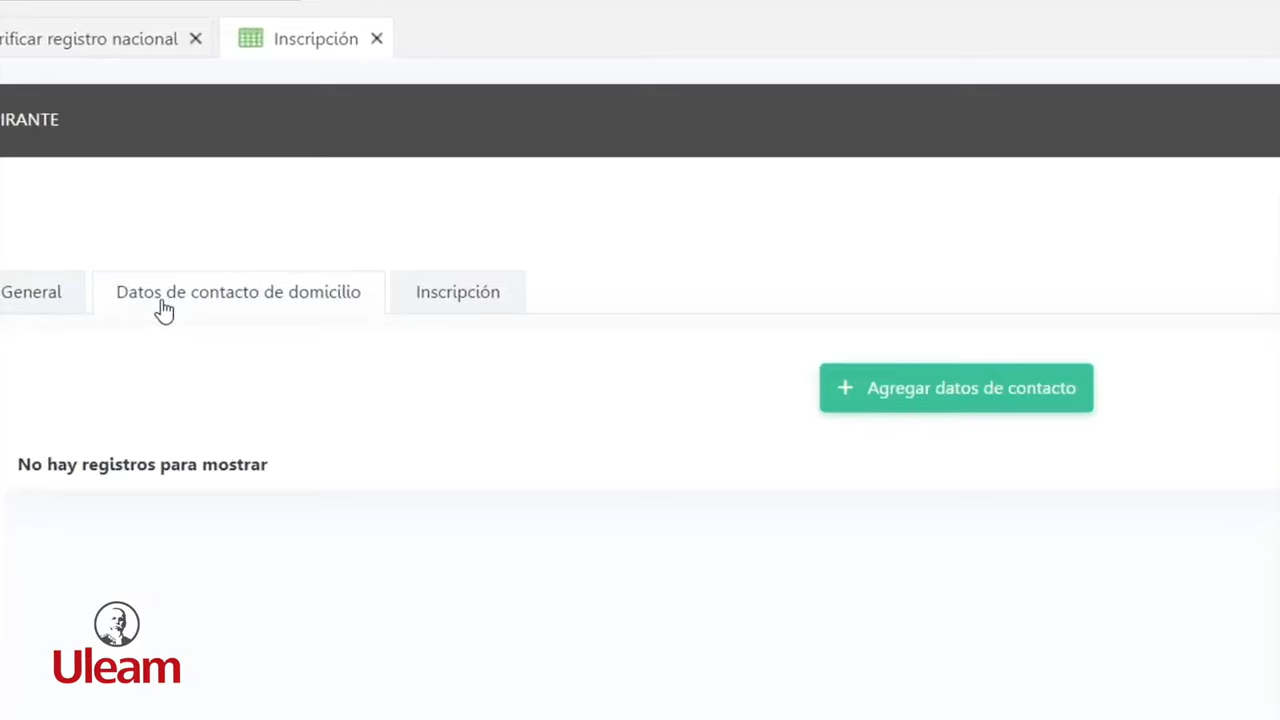 rificar registro nacional
Inscripción
IRANTE
General
Datos de contacto de domicilio
Inscripción
+ Agregar datos de contacto
No hay registros para mostrar
Uleam